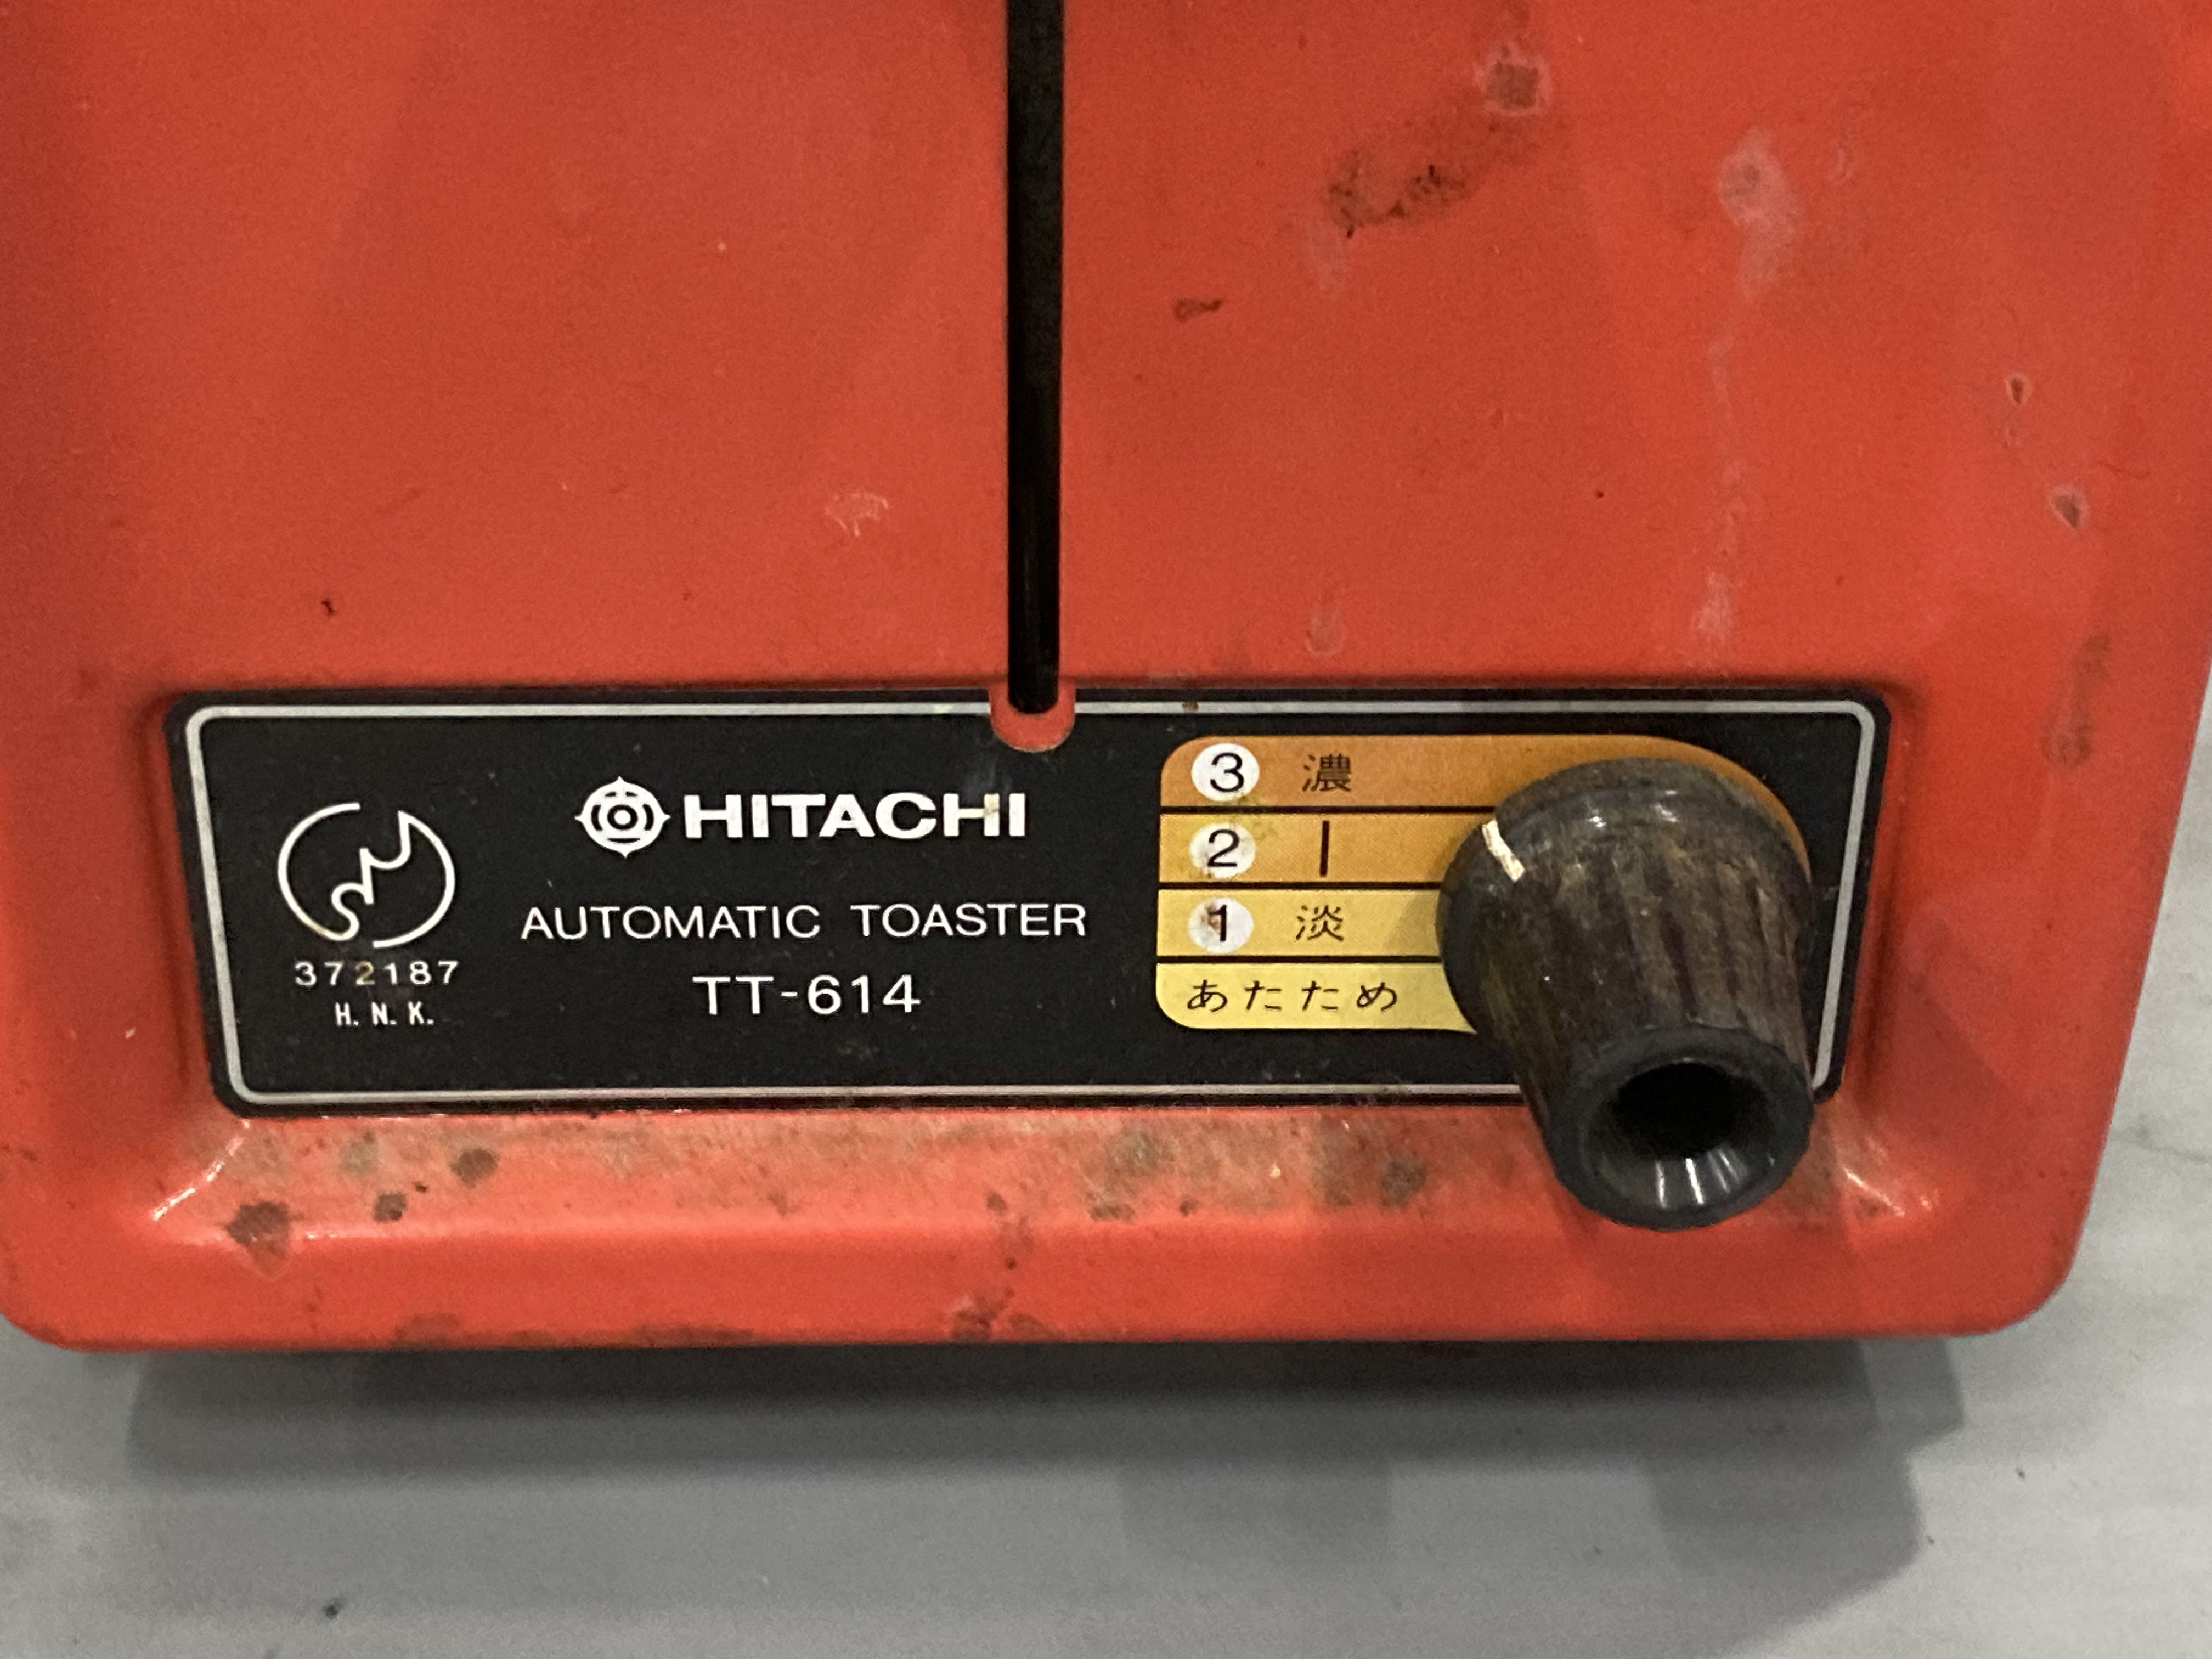 HITACHI
AUTOMATIC TOASTER
TT-614
372187
H. N. K.
3 濃
2 |
1 淡
あたため